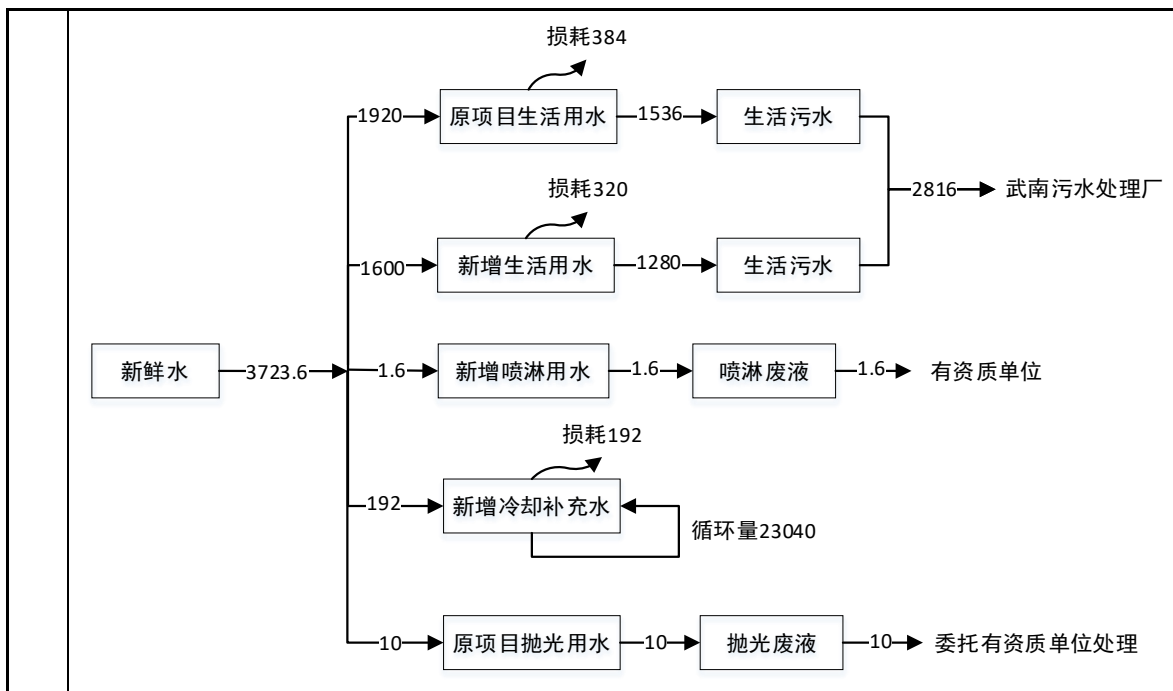 损耗384
1920
原项目生活用水
1536
生活污水
2816
武南污水处理厂
损耗320
1600
新增生活用水
1280
生活污水
新鲜水
3723.6
1.6
新增喷淋用水
1.6
喷淋废液
1.6
有资质单位
损耗192
192
新增冷却补充水
循环量23040
10
原项目抛光用水
10
抛光废液
10
委托有资质单位处理